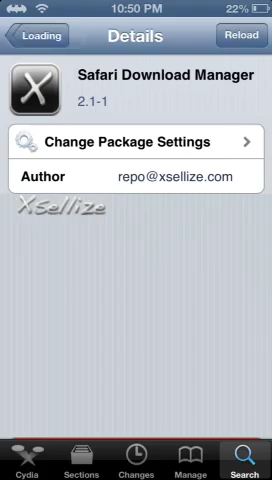 10:50 PM
22%
Loading
Details
Reload
X
Safari Download Manager
2.1-1
Change Package Settings
Author
repo@xsellize.com
Xsellize
Cydia
Sections
Changes
Manage
Search